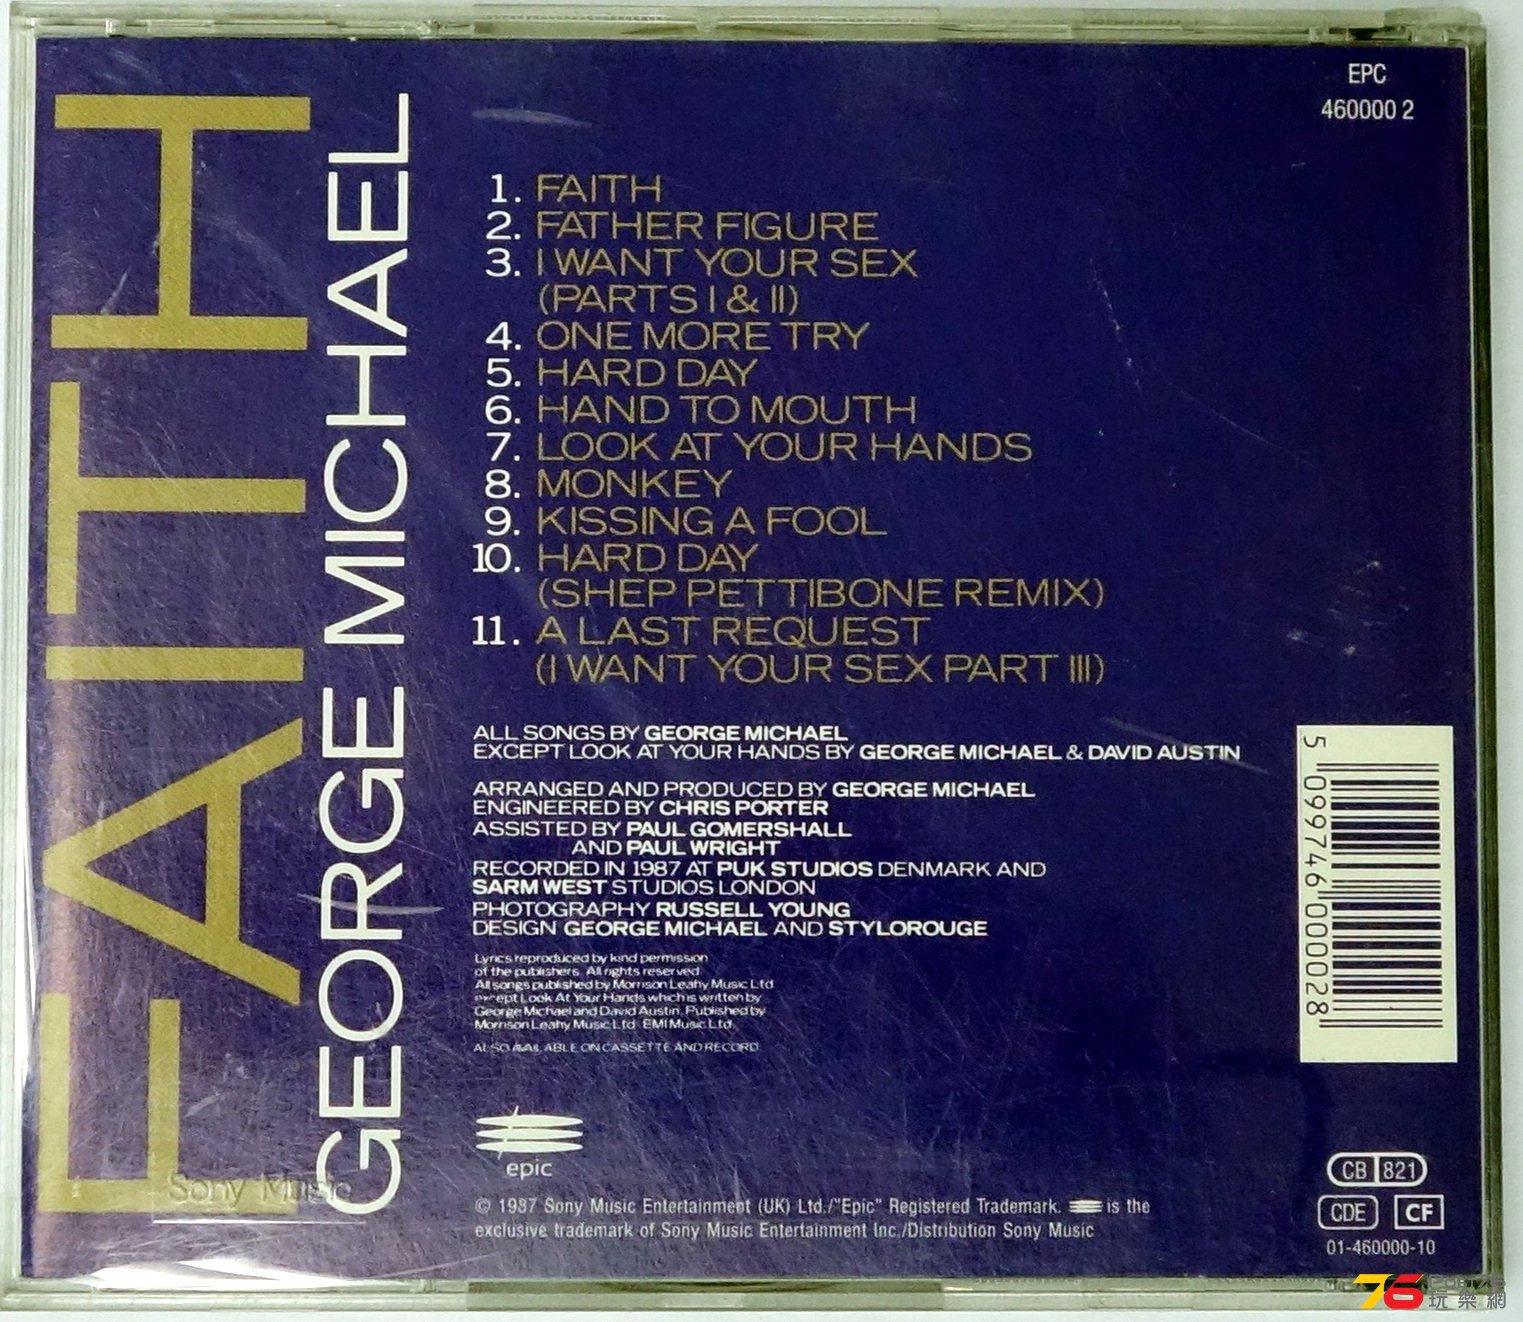 FAITH
GEORGE MICHAEL
EPC
460000 2
1. FAITH
2. FATHER FIGURE
3. I WANT YOUR SEX
(PARTS I & II)
4. ONE MORE TRY
5. HARD DAY
6. HAND TO MOUTH
7. LOOK AT YOUR HANDS
8. MONKEY
9. KISSING A FOOL
10. HARD DAY
(SHEP PETTIBONE REMIX)
11. A LAST REQUEST
(I WANT YOUR SEX PART III)
ALL SONGS BY GEORGE MICHAEL
EXCEPT LOOK AT YOUR HANDS BY GEORGE MICHAEL & DAVID AUSTIN
ARRANGED AND PRODUCED BY GEORGE MICHAEL
ENGINEERED BY CHRIS PORTER
ASSISTED BY PAUL GOMERSHALL
AND PAUL WRIGHT
RECORDED IN 1987 AT PUK STUDIOS DENMARK AND
SARM WEST STUDIOS LONDON
PHOTOGRAPHY RUSSELL YOUNG
DESIGN GEORGE MICHAEL AND STYLOROUGE
Lyrics reproduced by kind permission
of the publishers. All rights reserved
All songs published by Morrison Leahy Music Ltd
except Look At Your Hands which is written by
George Michael and David Austin. Published by
Morrison Leahy Music Ltd. EMI Music Ltd.
ALSO AVAILABLE ON CASSETTE AND RECORD
5 099746 000028
epic
Sony Music
© 1987 Sony Music Entertainment (UK) Ltd./"Epic" Registered Trademark. is the
exclusive trademark of Sony Music Entertainment Inc./Distribution Sony Music
CB 821
CDE CF
01-460000-10
76
玩樂網